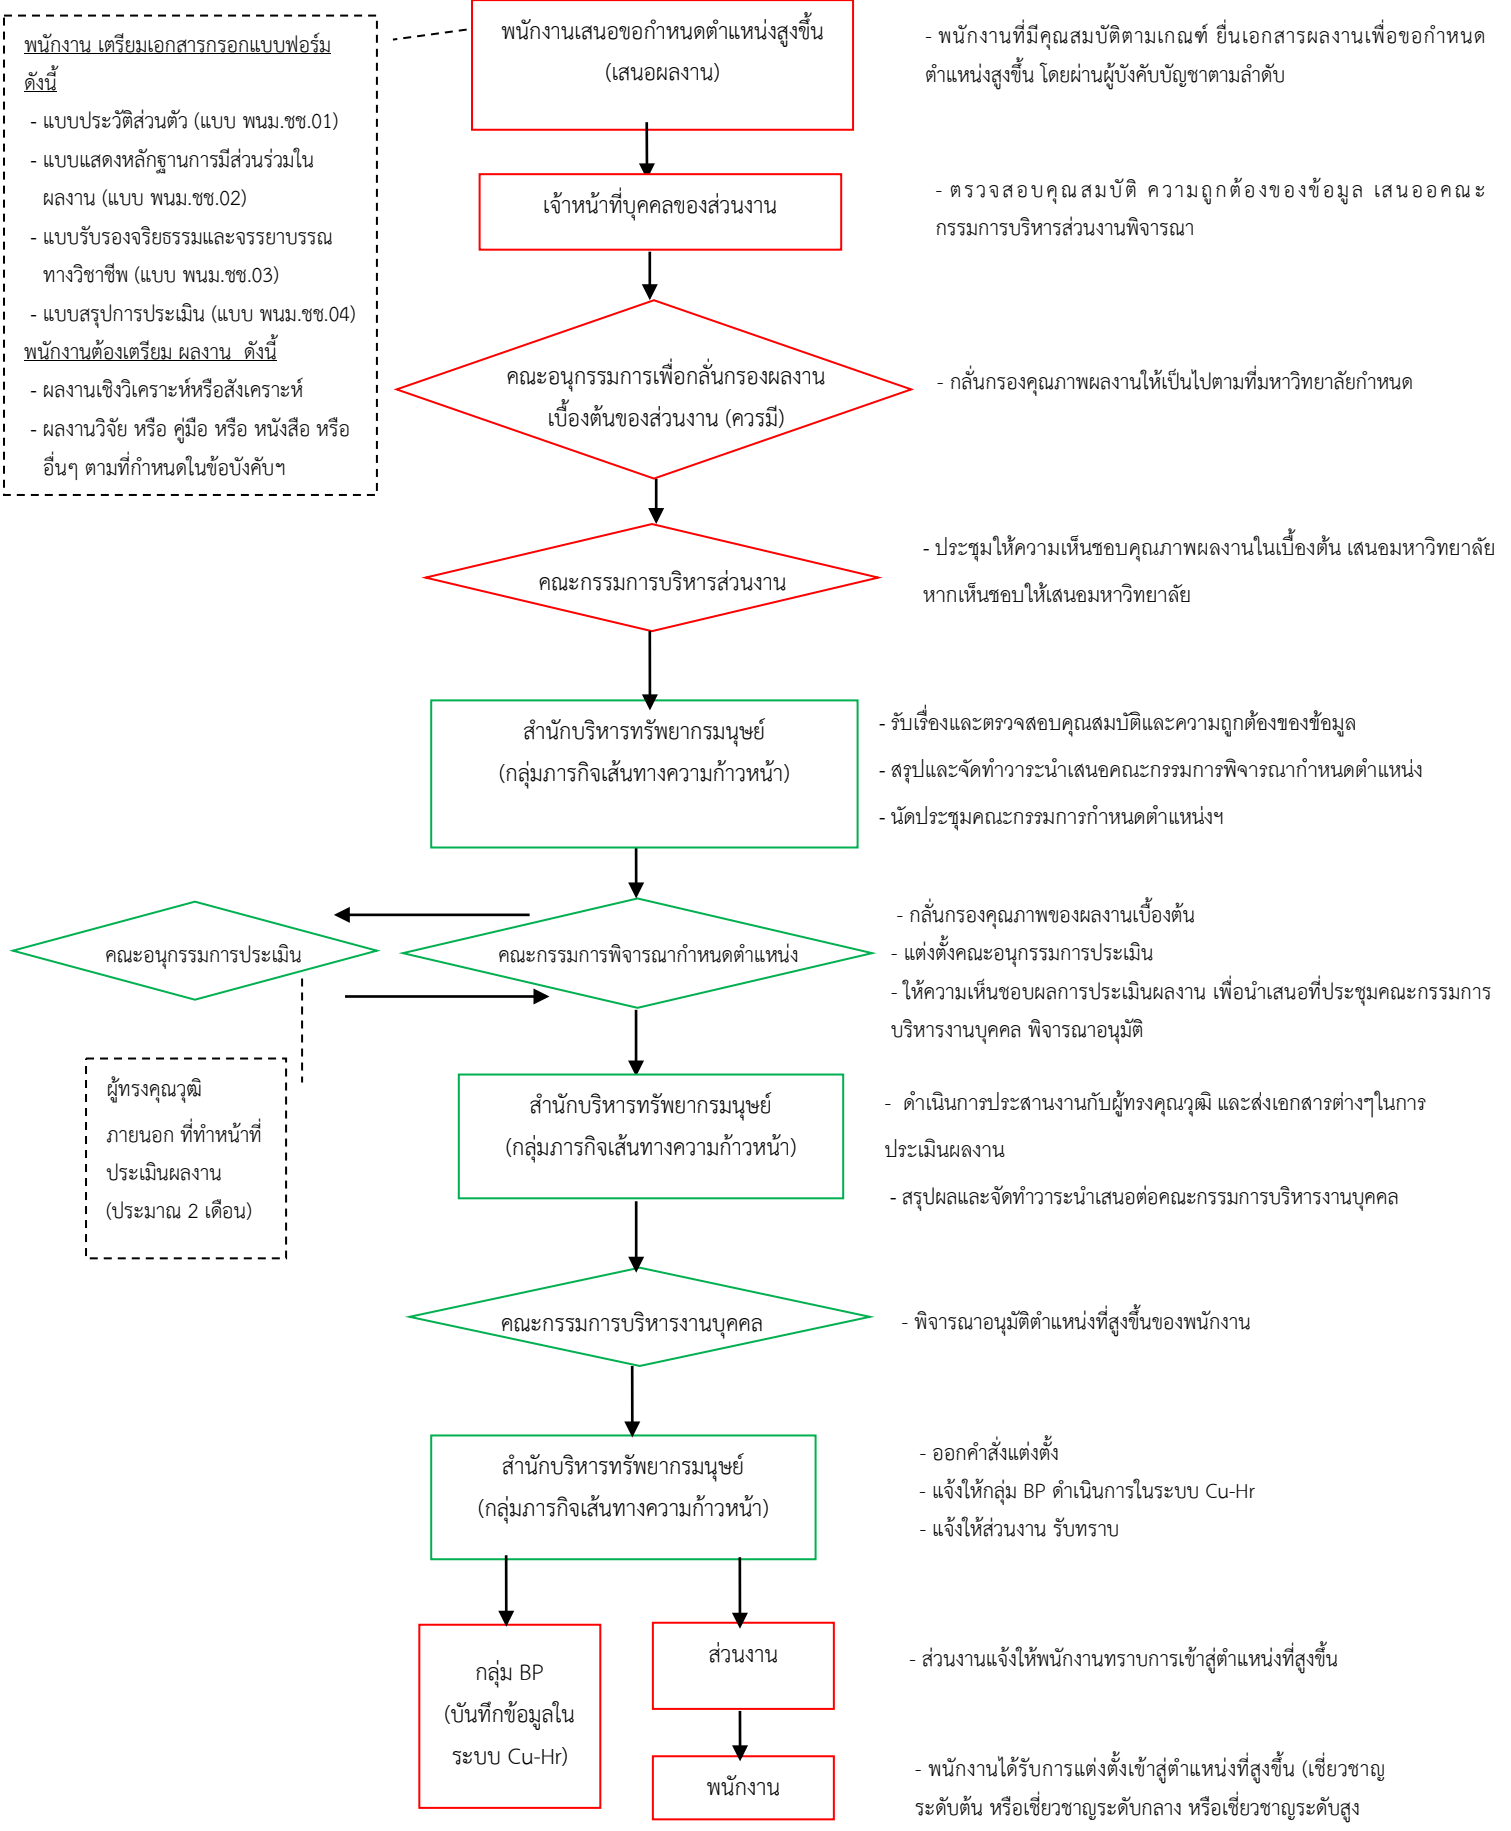 พนักงาน เตรียมเอกสารกรอกแบบฟอร์ม
ดังนี้
- แบบประวัติส่วนตัว (แบบ พนม.ชช.01)
- แบบแสดงหลักฐานการมีส่วนร่วมใน
ผลงาน (แบบ พนม.ชช.02)
- แบบรับรองจริยธรรมและจรรยาบรรณ
ทางวิชาชีพ (แบบ พนม.ชช.03)
- แบบสรุปการประเมิน (แบบ พนม.ชช.04)
พนักงานต้องเตรียม ผลงาน ดังนี้
- ผลงานเชิงวิเคราะห์หรือสังเคราะห์
- ผลงานวิจัย หรือ คู่มือ หรือ หนังสือ หรือ
อื่นๆ ตามที่กำหนดในข้อบังคับฯ
พนักงานเสนอขอกำหนดตำแหน่งสูงขึ้น
(เสนอผลงาน)
- พนักงานที่มีคุณสมบัติตามเกณฑ์ ยื่นเอกสารผลงานเพื่อขอกำหนด
ตำแหน่งสูงขึ้น โดยผ่านผู้บังคับบัญชาตามลำดับ
เจ้าหน้าที่บุคคลของส่วนงาน
- ตรวจสอบคุณสมบัติ ความถูกต้องของข้อมูล เสนออคณะ
กรรมการบริหารส่วนงานพิจารณา
คณะอนุกรรมการเพื่อกลั่นกรองผลงาน
เบื้องต้นของส่วนงาน (ควรมี)
- กลั่นกรองคุณภาพผลงานให้เป็นไปตามที่มหาวิทยาลัยกำหนด
คณะกรรมการบริหารส่วนงาน
- ประชุมให้ความเห็นชอบคุณภาพผลงานในเบื้องต้น เสนอมหาวิทยาลัย
หากเห็นชอบให้เสนอมหาวิทยาลัย
สำนักบริหารทรัพยากรมนุษย์
(กลุ่มภารกิจเส้นทางความก้าวหน้า)
- รับเรื่องและตรวจสอบคุณสมบัติและความถูกต้องของข้อมูล
- สรุปและจัดทำวาระนำเสนอคณะกรรมการพิจารณากำหนดตำแหน่ง
- นัดประชุมคณะกรรมการกำหนดตำแหน่งฯ
คณะอนุกรรมการประเมิน
คณะกรรมการพิจารณากำหนดตำแหน่ง
- กลั่นกรองคุณภาพของผลงานเบื้องต้น
- แต่งตั้งคณะอนุกรรมการประเมิน
- ให้ความเห็นชอบผลการประเมินผลงาน เพื่อนำเสนอที่ประชุมคณะกรรมการ
บริหารงานบุคคล พิจารณาอนุมัติ
ผู้ทรงคุณวุฒิ
ภายนอก ที่ทำหน้าที่
ประเมินผลงาน
(ประมาณ 2 เดือน)
สำนักบริหารทรัพยากรมนุษย์
(กลุ่มภารกิจเส้นทางความก้าวหน้า)
- ดำเนินการประสานงานกับผู้ทรงคุณวุฒิ และส่งเอกสารต่างๆในการ
ประเมินผลงาน
- สรุปผลและจัดทำวาระนำเสนอต่อคณะกรรมการบริหารงานบุคคล
คณะกรรมการบริหารงานบุคคล
- พิจารณาอนุมัติตำแหน่งที่สูงขึ้นของพนักงาน
สำนักบริหารทรัพยากรมนุษย์
(กลุ่มภารกิจเส้นทางความก้าวหน้า)
- ออกคำสั่งแต่งตั้ง
- แจ้งให้กลุ่ม BP ดำเนินการในระบบ Cu-Hr
- แจ้งให้ส่วนงาน รับทราบ
กลุ่ม BP
(บันทึกข้อมูลใน
ระบบ Cu-Hr)
ส่วนงาน
- ส่วนงานแจ้งให้พนักงานทราบการเข้าสู่ตำแหน่งที่สูงขึ้น
พนักงาน
- พนักงานได้รับการแต่งตั้งเข้าสู่ตำแหน่งที่สูงขึ้น (เชี่ยวชาญ
ระดับต้น หรือเชี่ยวชาญระดับกลาง หรือเชี่ยวชาญระดับสูง